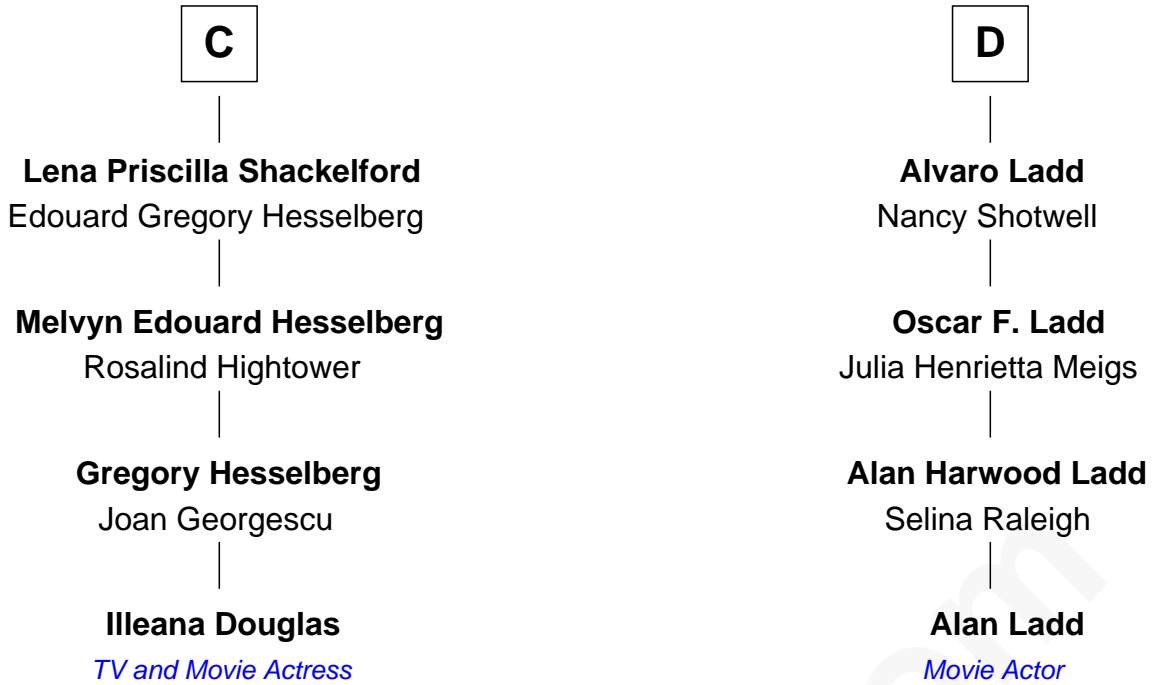 C
Lena Priscilla Shackelford
Edouard Gregory Hesselberg
Melvyn Edouard Hesselberg
Rosalind Hightower
Gregory Hesselberg
Joan Georgescu
Illeana Douglas
TV and Movie Actress
D
Alvaro Ladd
Nancy Shotwell
Oscar F. Ladd
Julia Henrietta Meigs
Alan Harwood Ladd
Selina Raleigh
Alan Ladd
Movie Actor